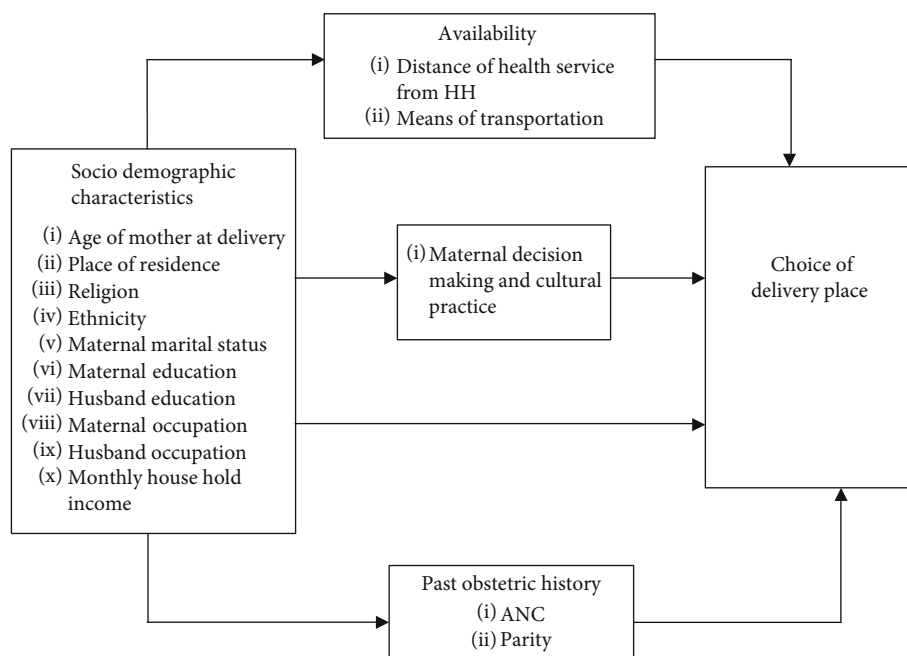 Availability
(i) Distance of health service
from HH
(ii) Means of transportation
Socio demographic
characteristics
(i) Age of mother at delivery
(ii) Place of residence
(iii) Religion
(iv) Ethnicity
(v) Maternal marital status
(vi) Maternal education
(vii) Husband education
(viii) Maternal occupation
(ix) Husband occupation
(x) Monthly house hold
income
(i) Maternal decision
making and cultural
practice
Choice of
delivery place
Past obstetric history
(i) ANC
(ii) Parity